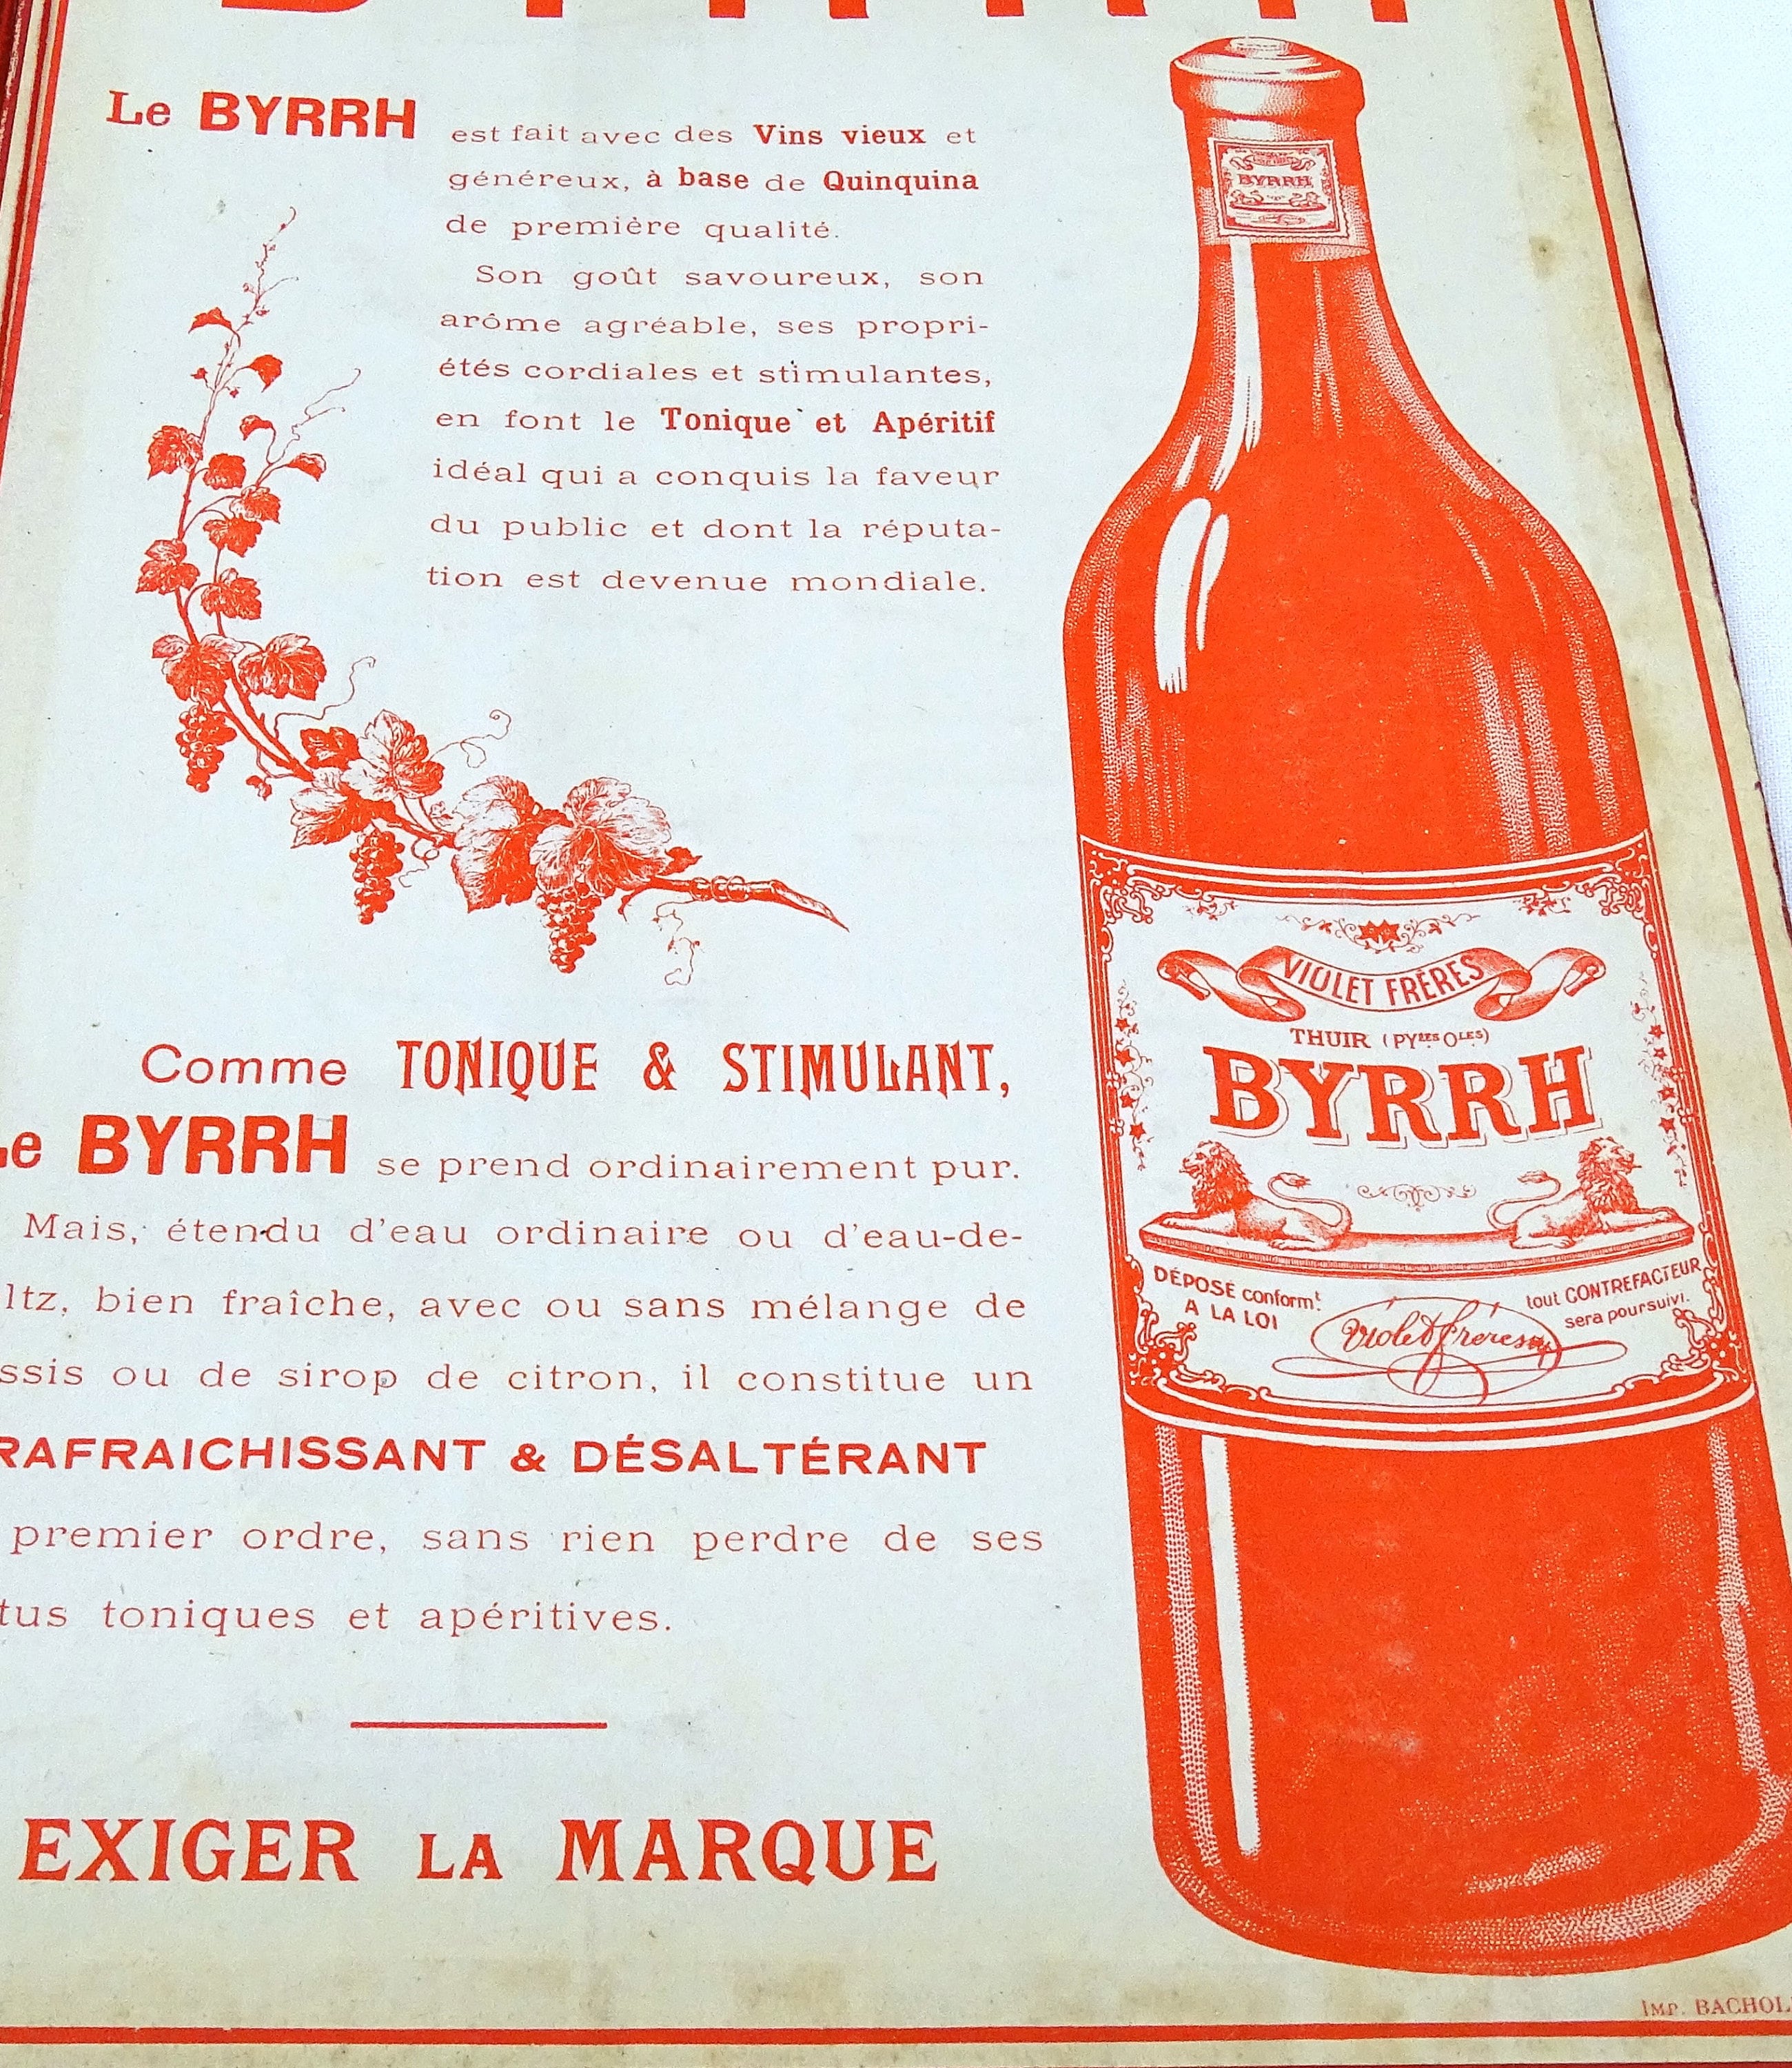 Le BYRRH est fait avec des Vins vieux et
généreux, à base de Quinquina
de première qualité.
Son goût savoureux, son
arôme agréable, ses propri-
étés cordiales et stimulantes,
en font le Tonique et Apéritif
idéal qui a conquis la faveur
du public et dont la réputa-
tion est devenue mondiale.
Comme TONIQUE & STIMULANT,
Le BYRRH se prend ordinairement pur.
Mais, étendu d'eau ordinaire ou d'eau-de-
ltz, bien fraîche, avec ou sans mélange de
ssis ou de sirop de citron, il constitue un
RAFRAICHISSANT & DÉSALTÉRANT
premier ordre, sans rien perdre de ses
tus toniques et apéritives.
EXIGER LA MARQUE
BYRRH
VIOLET FRÈRES
THUIR (PYRÉES OLES)
BYRRH
DÉPOSÉ conformt
A LA LOI
Violet frères
tout CONTREFACTEUR
sera poursuivi.
IMP. BACHOL